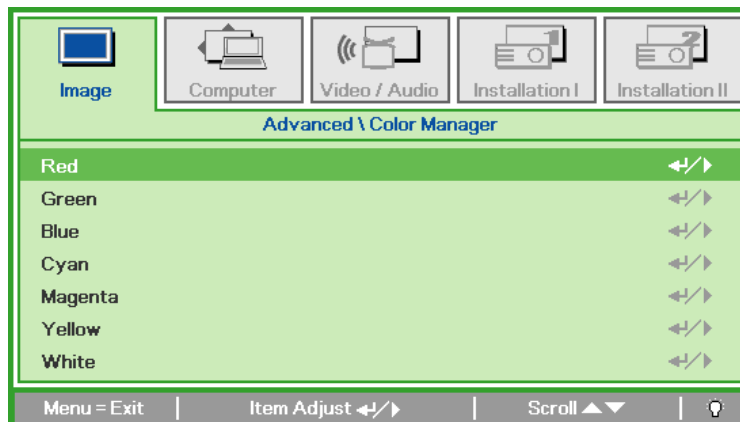 Image
Computer
Video / Audio
Installation I
Installation II
Advanced \ Color Manager
Red
Green
Blue
Cyan
Magenta
Yellow
White
Menu = Exit
Item Adjust
Scroll